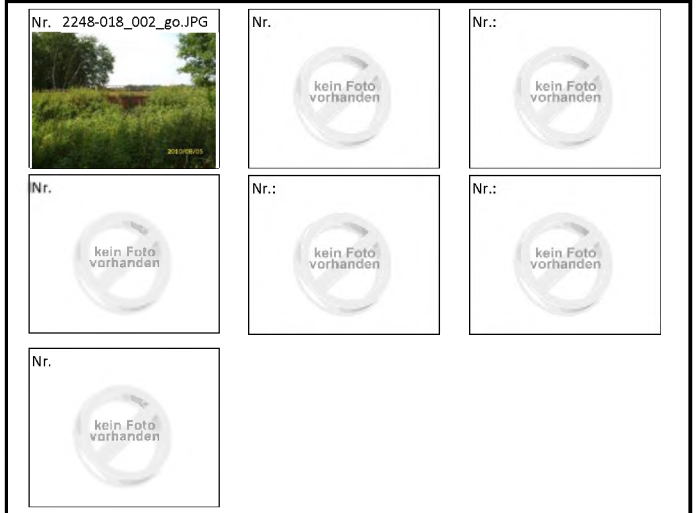 Nr. 2248-018_002_go.JPG
2010/08/05
Nr.
kein Foto
vorhanden
Nr.:
kein Foto
vorhanden
Nr.
kein Foto
vorhanden
Nr.:
kein Foto
vorhanden
Nr.:
kein Foto
vorhanden
Nr.
kein Foto
vorhanden